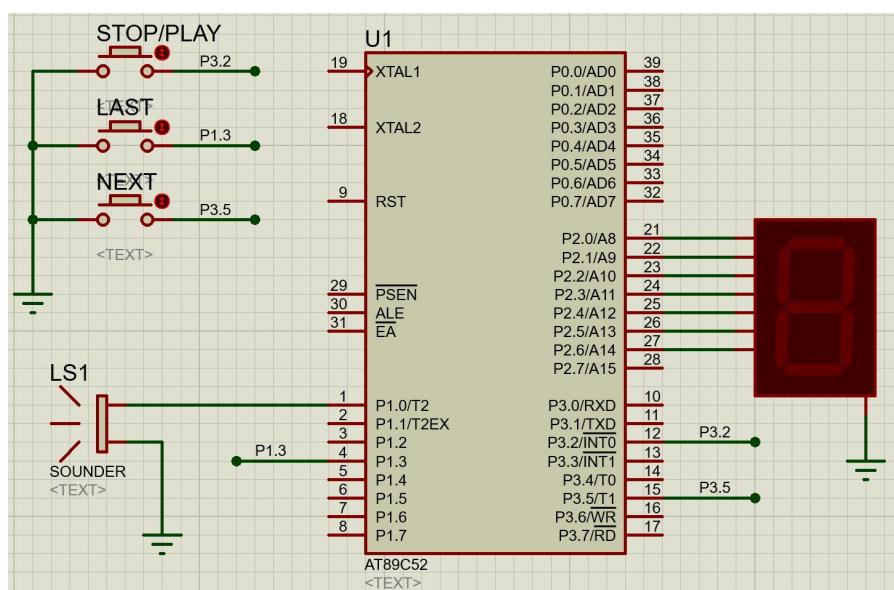 STOP/PLAY
P3.2
<TEXT>
LAST
P1.3
<TEXT>
NEXT
P3.5
<TEXT>
LS1
SOUNDER
<TEXT>
P1.3
U1
19 XTAL1
18 XTAL2
9 RST
29 PSEN
30 ALE
31 EA
1 P1.0/T2
2 P1.1/T2EX
3 P1.2
4 P1.3
5 P1.4
6 P1.5
7 P1.6
8 P1.7
P0.0/AD0 39
P0.1/AD1 38
P0.2/AD2 37
P0.3/AD3 36
P0.4/AD4 35
P0.5/AD5 34
P0.6/AD6 33
P0.7/AD7 32
P2.0/A8 21
P2.1/A9 22
P2.2/A10 23
P2.3/A11 24
P2.4/A12 25
P2.5/A13 26
P2.6/A14 27
P2.7/A15 28
P3.0/RXD 10
P3.1/TXD 11
P3.2/INT0 12
P3.3/INT1 13
P3.4/T0 14
P3.5/T1 15
P3.6/WR 16
P3.7/RD 17
AT89C52
<TEXT>
P3.2
P3.5